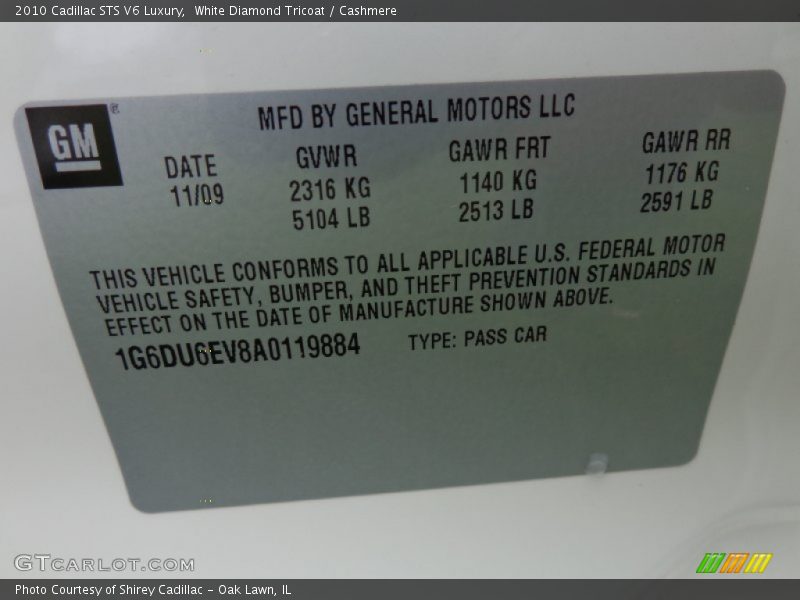 2010 Cadillac STS V6 Luxury,  White Diamond Tricoat / Cashmere
GM®
MFD BY GENERAL MOTORS LLC
DATE GVWR GAWR FRT GAWR RR
11/09 2316 KG 1140 KG 1176 KG
5104 LB 2513 LB 2591 LB
THIS VEHICLE CONFORMS TO ALL APPLICABLE U.S. FEDERAL MOTOR
VEHICLE SAFETY, BUMPER, AND THEFT PREVENTION STANDARDS IN
EFFECT ON THE DATE OF MANUFACTURE SHOWN ABOVE.
1G6DU6EV8A0119884 TYPE: PASS CAR
GTCARLOT.COM
Photo Courtesy of Shirey Cadillac - Oak Lawn, IL